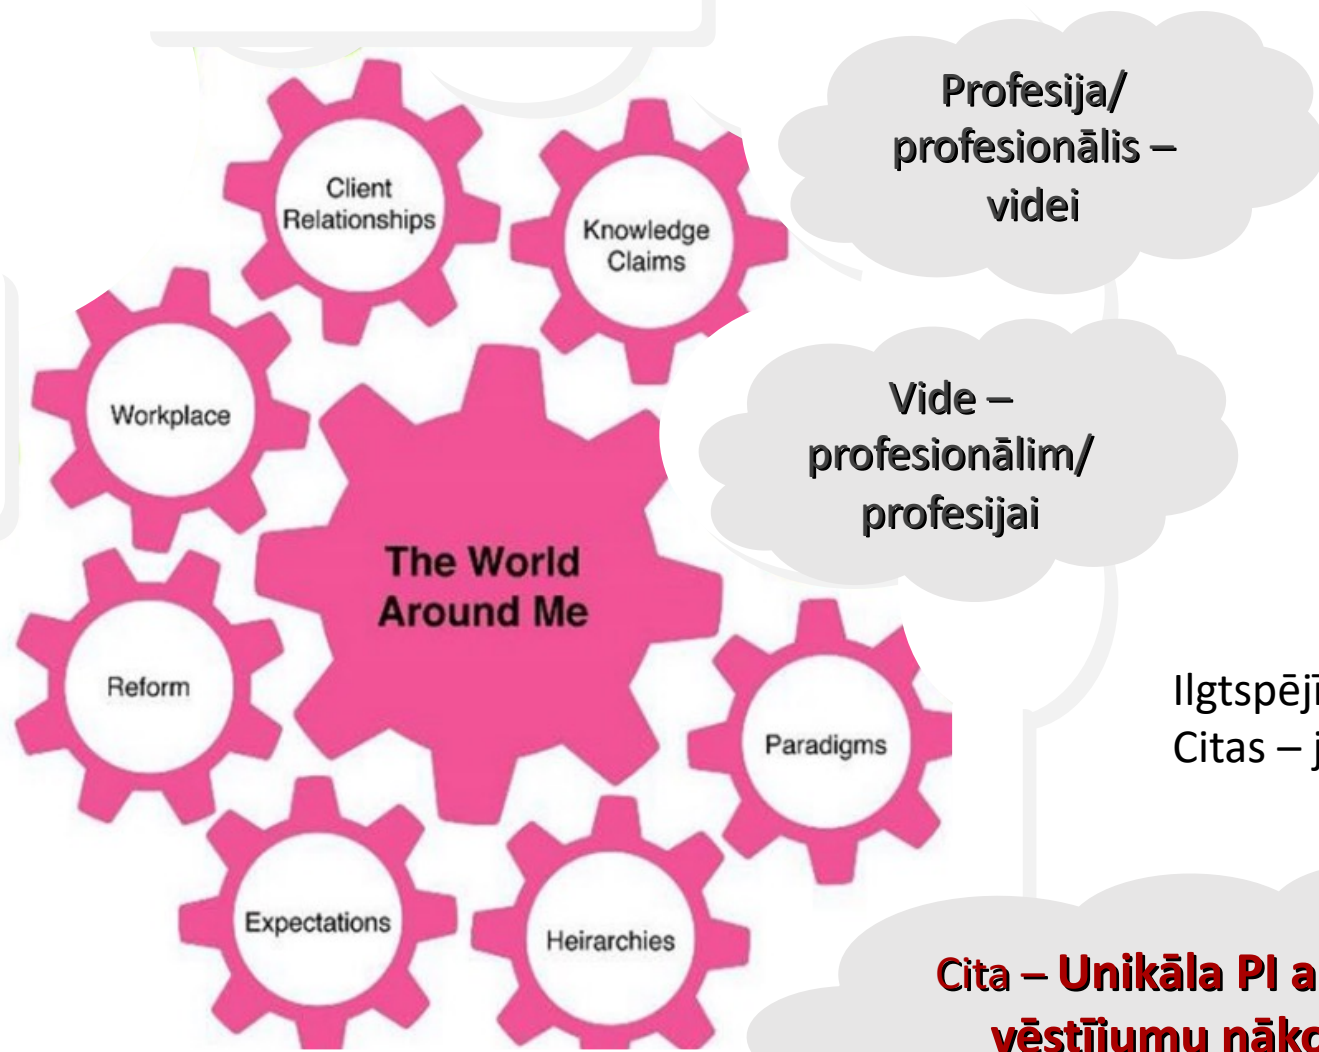 Client
Relationships
Knowledge
Claims
Workplace
The World
Around Me
Reform
Paradigms
Expectations
Heirarchies
Profesija/
profesionālis –
videi
Vide –
profesionālim/
profesijai
Citas –
Cita – Unikāla PI
vēstījumu